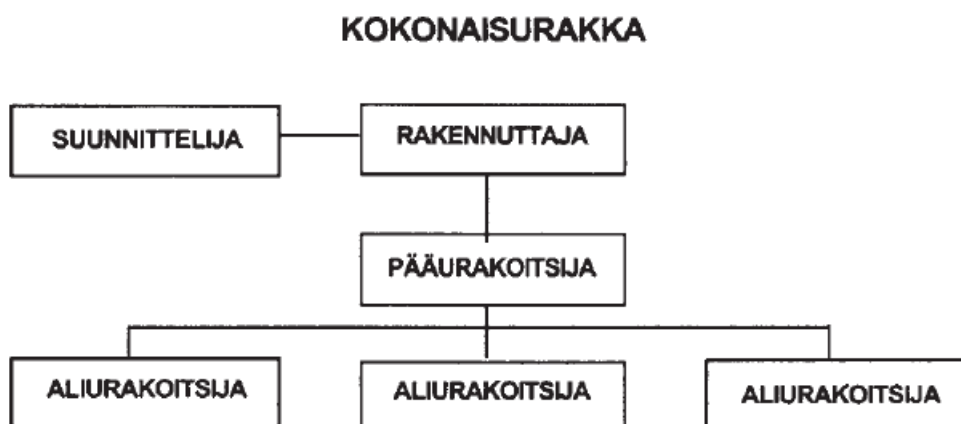 KOKONAISURAKKA
SUUNNITTELIJA
RAKENNUTTAJA
PÄÄURAKOITSIJA
ALIURAKOITSIJA
ALIURAKOITSIJA
ALIURAKOITSIJA